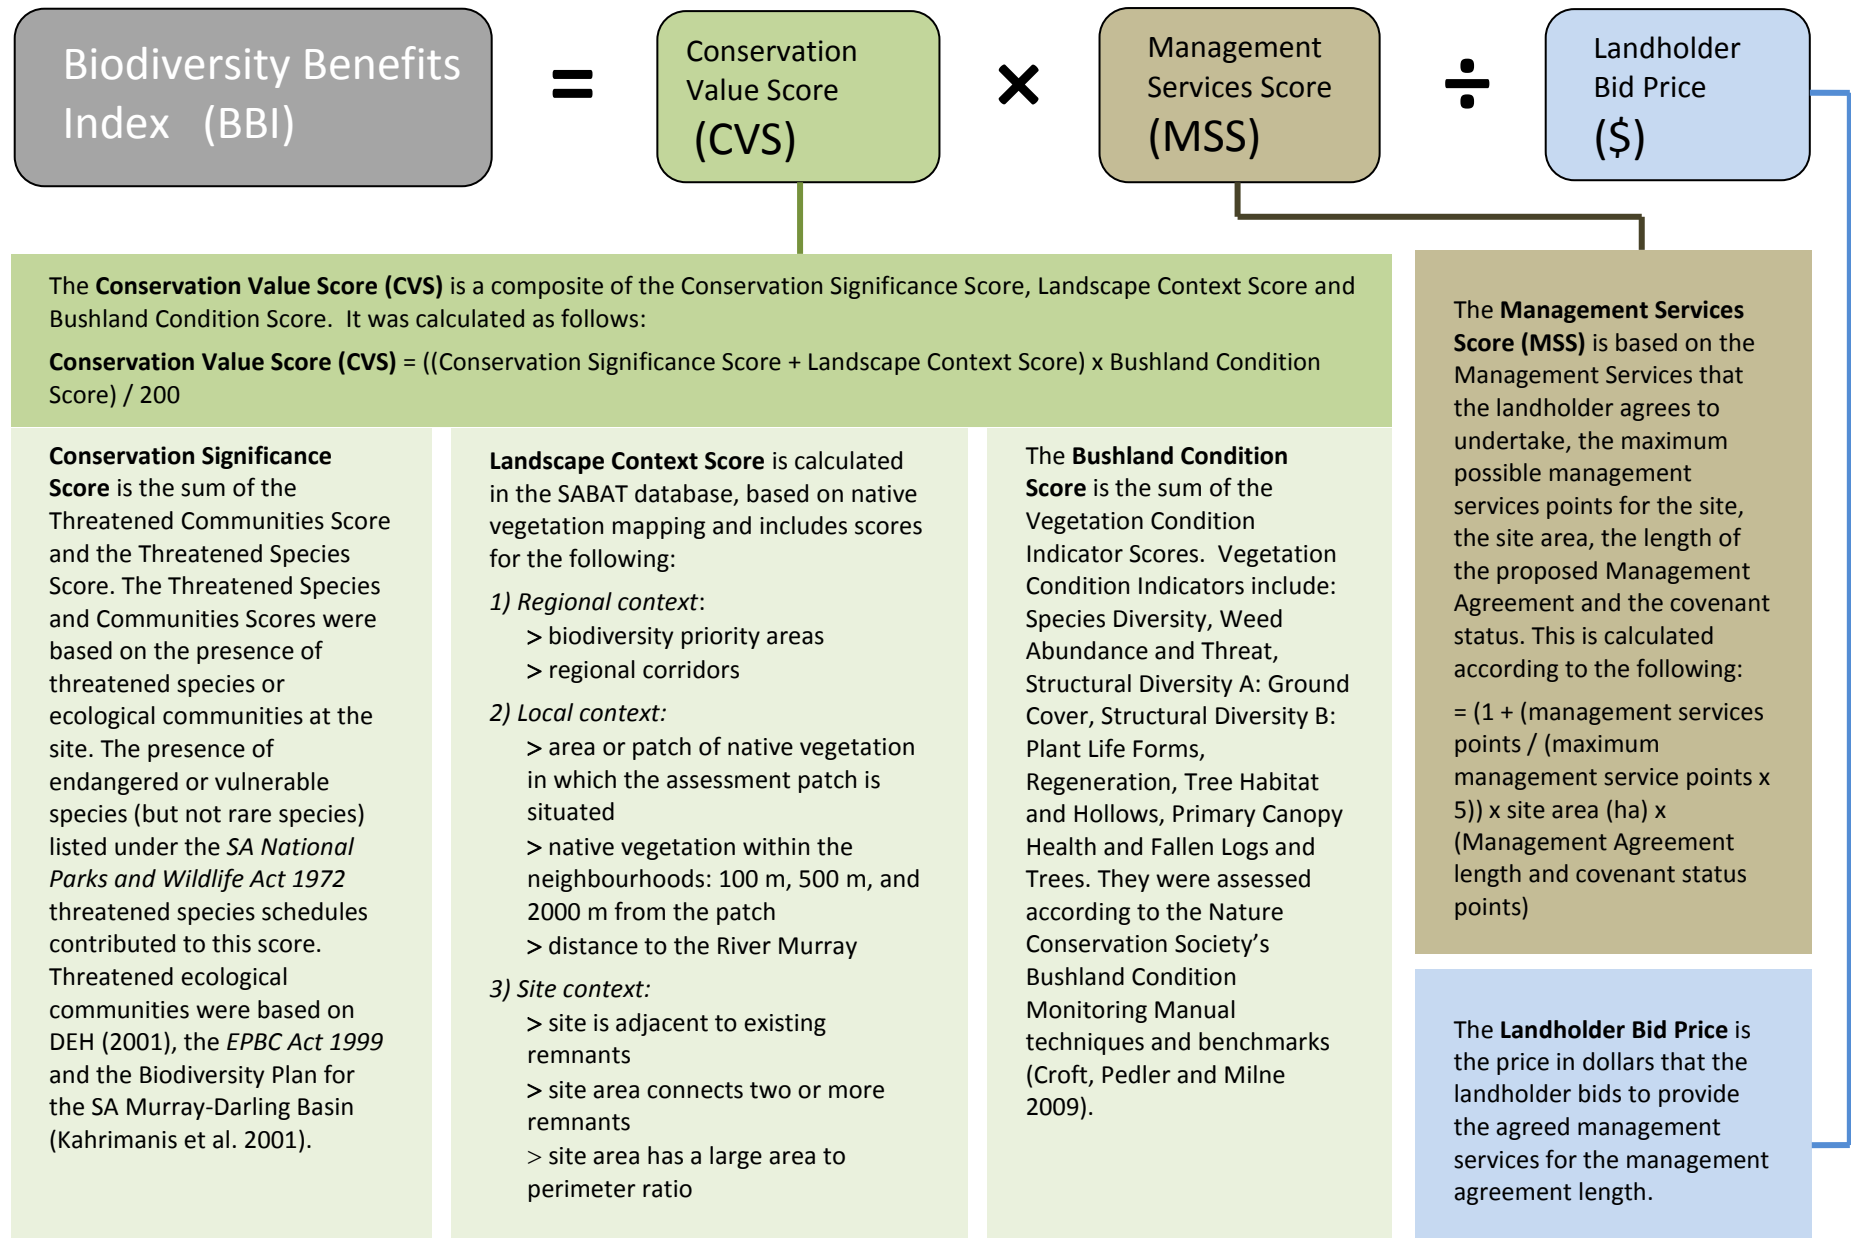 Biodiversity Benefits
Index (BBI)
=
Conservation
Value Score
(CVS)
×
Management
Services Score
(MSS)
÷
Landholder
Bid Price
($)
The Conservation Value Score (CVS) is a composite of the Conservation Significance Score, Landscape Context Score and
Bushland Condition Score. It was calculated as follows:
Conservation Value Score (CVS) = ((Conservation Significance Score + Landscape Context Score) x Bushland Condition
Score) / 200
Conservation Significance
Score is the sum of the
Threatened Communities Score
and the Threatened Species
Score. The Threatened Species
and Communities Scores were
based on the presence of
threatened species or
ecological communities at the
site. The presence of
endangered or vulnerable
species (but not rare species)
listed under the SA National
Parks and Wildlife Act 1972
threatened species schedules
contributed to this score.
Threatened ecological
communities were based on
DEH (2001), the EPBC Act 1999
and the Biodiversity Plan for
the SA Murray-Darling Basin
(Kahrimanis et al. 2001).
Landscape Context Score is calculated
in the SABAT database, based on native
vegetation mapping and includes scores
for the following:
1) Regional context:
> biodiversity priority areas
> regional corridors
2) Local context:
> area or patch of native vegetation
in which the assessment patch is
situated
> native vegetation within the
neighbourhoods: 100 m, 500 m, and
2000 m from the patch
> distance to the River Murray
3) Site context:
> site is adjacent to existing
remnants
> site area connects two or more
remnants
> site area has a large area to
perimeter ratio
The Bushland Condition
Score is the sum of the
Vegetation Condition
Indicator Scores. Vegetation
Condition Indicators include:
Species Diversity, Weed
Abundance and Threat,
Structural Diversity A: Ground
Cover, Structural Diversity B:
Plant Life Forms,
Regeneration, Tree Habitat
and Hollows, Primary Canopy
Health and Fallen Logs and
Trees. They were assessed
according to the Nature
Conservation Society's
Bushland Condition
Monitoring Manual
techniques and benchmarks
(Croft, Pedler and Milne
2009).
The Management Services
Score (MSS) is based on the
Management Services that
the landholder agrees to
undertake, the maximum
possible management
services points for the site,
the site area, the length of
the proposed Management
Agreement and the covenant
status. This is calculated
according to the following:
= (1 + (management services
points / (maximum
management service points x
5)) x site area (ha) x
(Management Agreement
length and covenant status
points)
The Landholder Bid Price is
the price in dollars that the
landholder bids to provide
the agreed management
services for the management
agreement length.